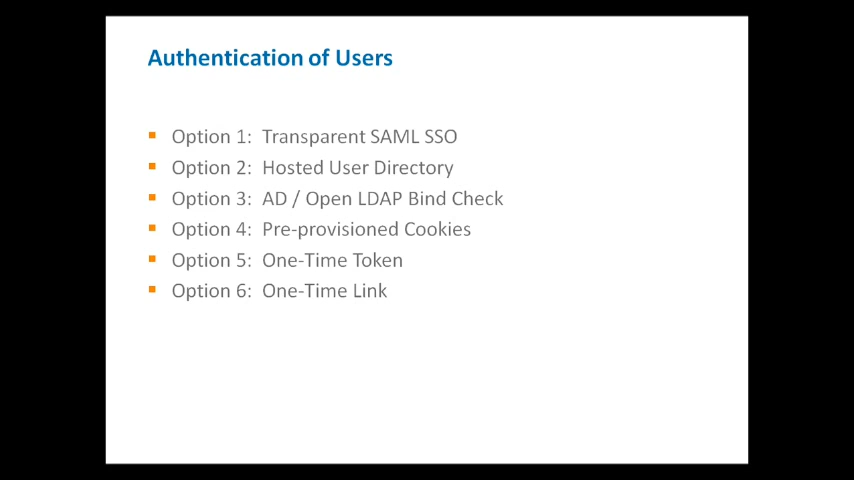 Authentication of Users
Option 1: Transparent SAML SSO
Option 2: Hosted User Directory
Option 3: AD / Open LDAP Bind Check
Option 4: Pre-provisioned Cookies
Option 5: One-Time Token
Option 6: One-Time Link